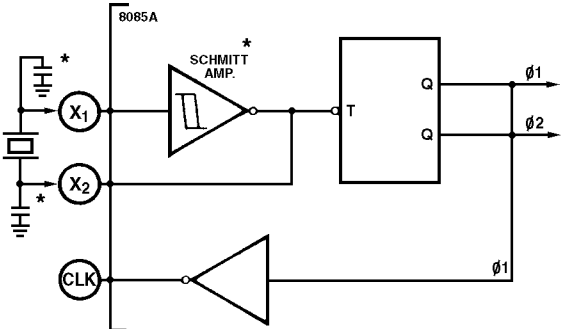 8085A
*
SCHMITT
AMP.
*
X1
T
Q
Ø1
Q
Ø2
X2
*
CLK
Ø1